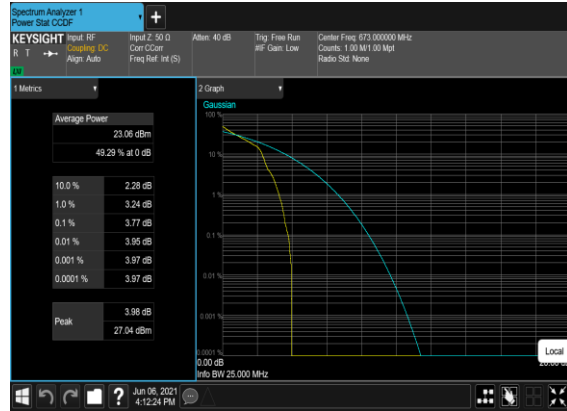 Spectrum Analyzer 1
Power Stat CCDF
KEYSIGHT
R T
LXI
Input: RF
Coupling: DC
Align: Auto
Input Z: 50 Ω
Corr CCorr
Freq Ref: Int (S)
Atten: 40 dB
Trig: Free Run
#IF Gain: Low
Center Freq: 673.000000 MHz
Counts: 1.00 M/1.00 Mpt
Radio Std: None
1 Metrics
Average Power
23.06 dBm
49.29 % at 0 dB
10.0 % 2.28 dB
1.0 % 3.24 dB
0.1 % 3.77 dB
0.01 % 3.95 dB
0.001 % 3.97 dB
0.0001 % 3.97 dB
Peak 3.98 dB
27.04 dBm
2 Graph
Gaussian
100 %
10 %
1 %
0.1 %
0.01 %
0.001 %
0.0001 %
0.00 dB
Info BW 25.000 MHz
Local
?
Jun 06, 2021
4:12:24 PM